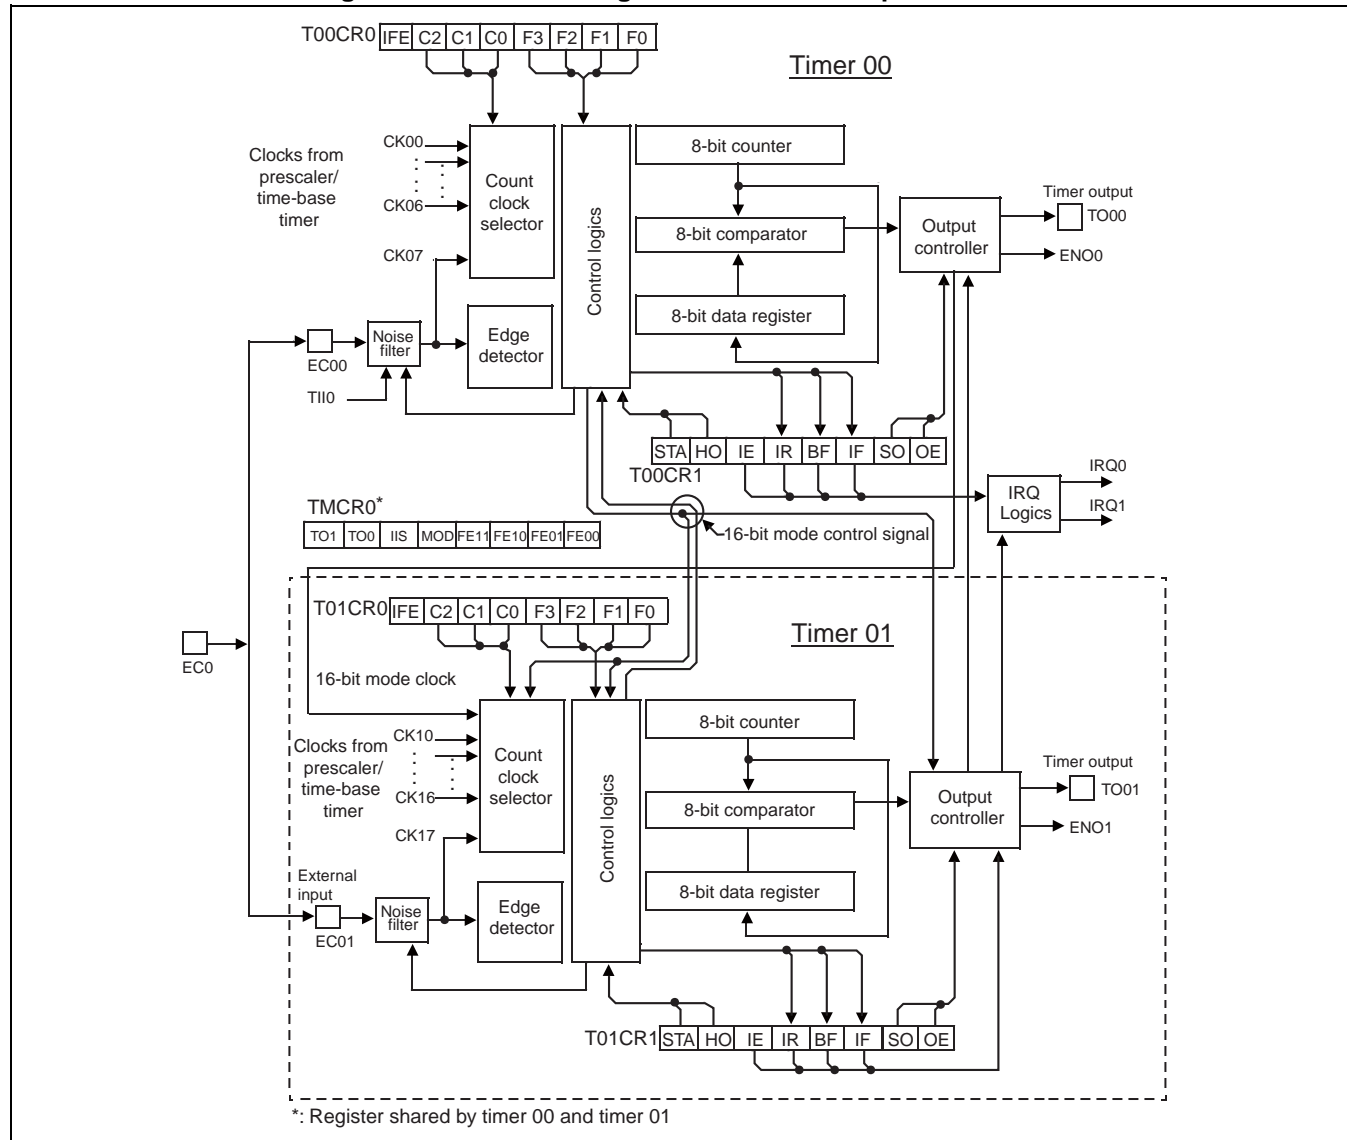 T00CR0 IFE C2 C1 C0 F3 F2 F1 F0
Timer 00
CK00
Clocks from
prescaler/
time-base
timer
CK06
CK07
Count
clock
selector
Control logics
8-bit counter
8-bit comparator
8-bit data register
Output
controller
Timer output
TO00
ENO0
Noise
filter
Edge
detector
EC00
TII0
STA HO IE IR BF IF SO OE
T00CR1
IRQ
Logics
IRQ0
IRQ1
TMCR0*
TO1 TO0 IIS MOD FE11 FE10 FE01 FE00
16-bit mode control signal
T01CR0 IFE C2 C1 C0 F3 F2 F1 F0
Timer 01
EC0
16-bit mode clock
CK10
Clocks from
prescaler/
time-base
timer
CK16
CK17
Count
clock
selector
Control logics
8-bit counter
8-bit comparator
8-bit data register
Output
controller
Timer output
TO01
ENO1
External
input
EC01
Noise
filter
Edge
detector
T01CR1 STA HO IE IR BF IF SO OE
*: Register shared by timer 00 and timer 01